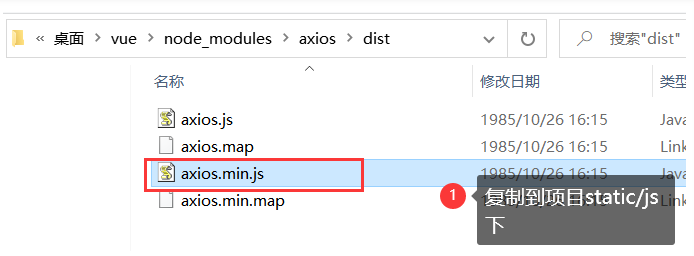 « 桌面 › vue › node_modules › axios › dist
搜索"dist"
名称 修改日期 类型
axios.js 1985/10/26 16:15 Java
axios.map 1985/10/26 16:15 Link
axios.min.js 1985/10/26 16:15 Java
axios.min.map
1 复制到项目static/js
下